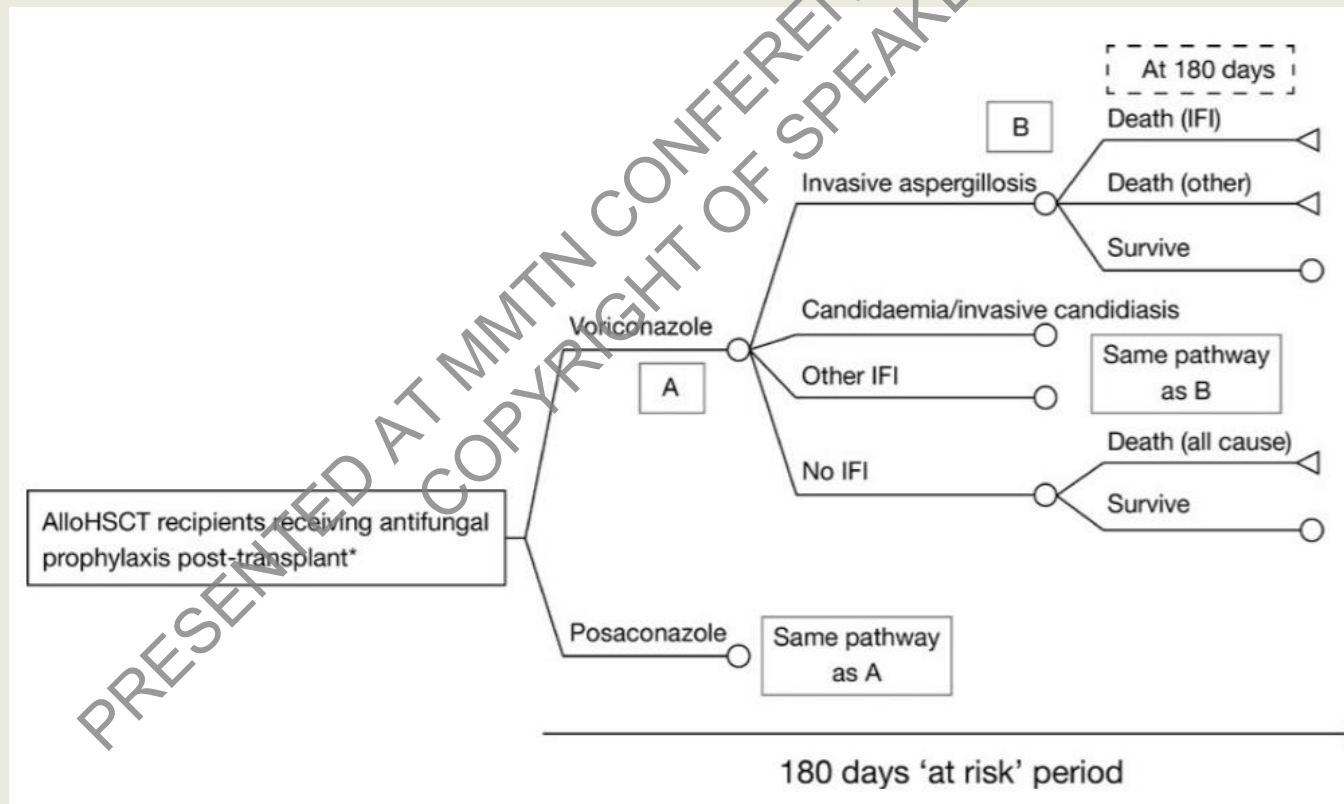 At 180 days
B
Death (IFI)
Invasive aspergillosis
Death (other)
Survive
Candidaemia/invasive candidiasis
Voriconazole
A
Other IFI
Same pathway
as B
No IFI
Death (all cause)
Survive
AlloHSCT recipients receiving antifungal
prophylaxis post-transplant*
Posaconazole
Same pathway
as A
180 days ‘at risk’ period
PRESENTED AT MMTN CONFEREN
COPYRIGHT OF SPEAKE